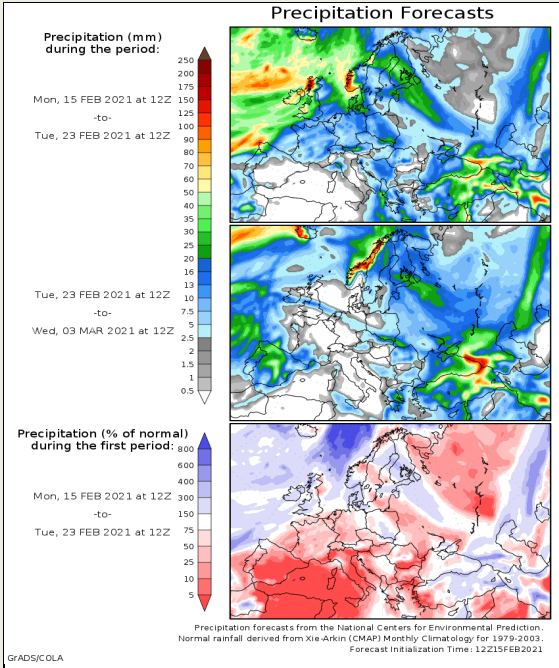 Precipitation Forecasts
Precipitation (mm)
during the period:
250
200
175
150
125
100
90
80
70
60
50
40
35
30
25
20
16
13
10
7.5
5
2.5
2
1.5
1
0.5
Mon, 15 FEB 2021 at 12Z
-to-
Tue, 23 FEB 2021 at 12Z
Tue, 23 FEB 2021 at 12Z
-to-
Wed, 03 MAR 2021 at 12Z
Precipitation (% of normal)
during the first period:
800
600
400
300
150
75
50
25
10
5
Mon, 15 FEB 2021 at 12Z
-to-
Tue, 23 FEB 2021 at 12Z
Precipitation forecasts from the National Centers for Environmental Prediction.
Normal rainfall derived from Xie-Arkin (CMAP) Monthly Climatology for 1979-2003.
Forecast Initialization Time: 12Z15FEB2021
GrADS/COLA